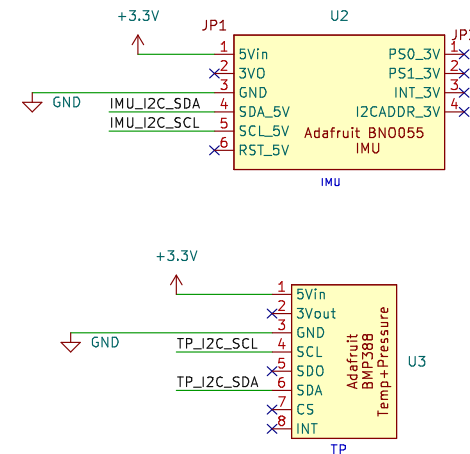 +3.3V
U2
JP1
JP
1 5Vin
PS0_3V 1
2 3VO
PS1_3V 2
3 GND
INT_3V 3
GND
IMU_I2C_SDA 4 SDA_5V
I2CADDR_3V 4
IMU_I2C_SCL 5 SCL_5V
Adafruit BNO055
IMU
6 RST_5V
IMU
+3.3V
1 5Vin
2 3Vout
3 GND
GND
TP_I2C_SCL 4 SCL
5 SDO
TP_I2C_SDA 6 SDA
7 CS
8 INT
Adafruit
BMP388
Temp+Pressure
U3
TP